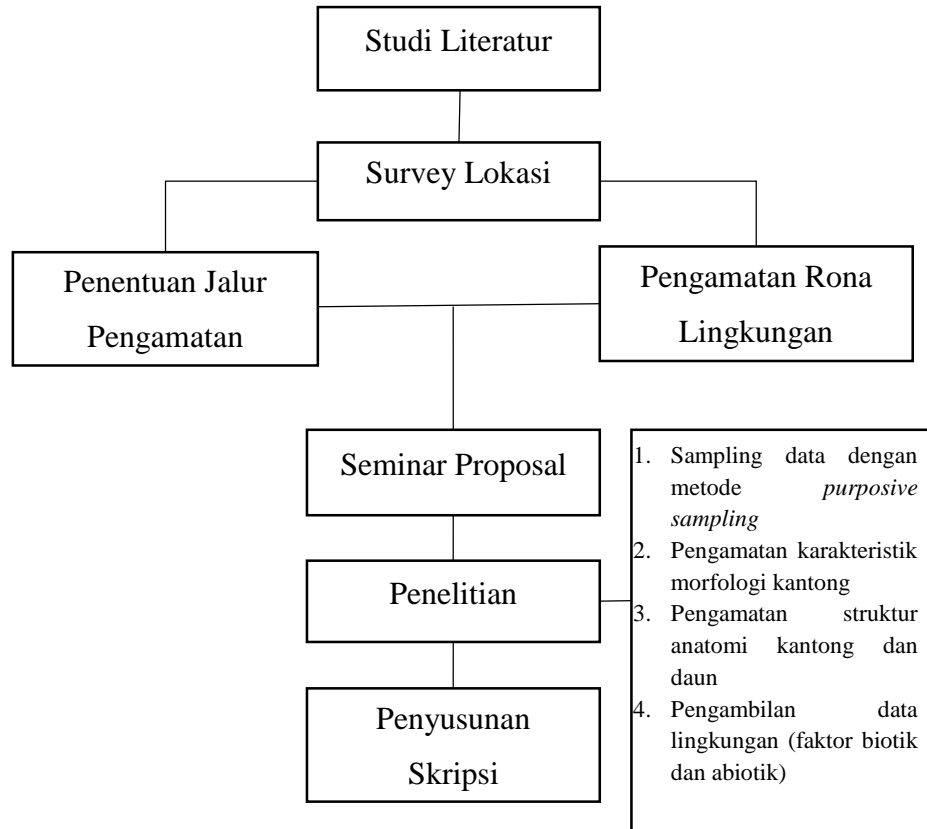 Studi Literatur
Survey Lokasi
Penentuan Jalur
Pengamatan
Pengamatan Rona
Lingkungan
Seminar Proposal
Penelitian
Penyusunan
Skripsi
1. Sampling data dengan
metode purposive
sampling
2. Pengamatan karakteristik
morfologi kantong
3. Pengamatan struktur
anatomi kantong dan
daun
4. Pengambilan data
lingkungan (faktor biotik
dan abiotik)